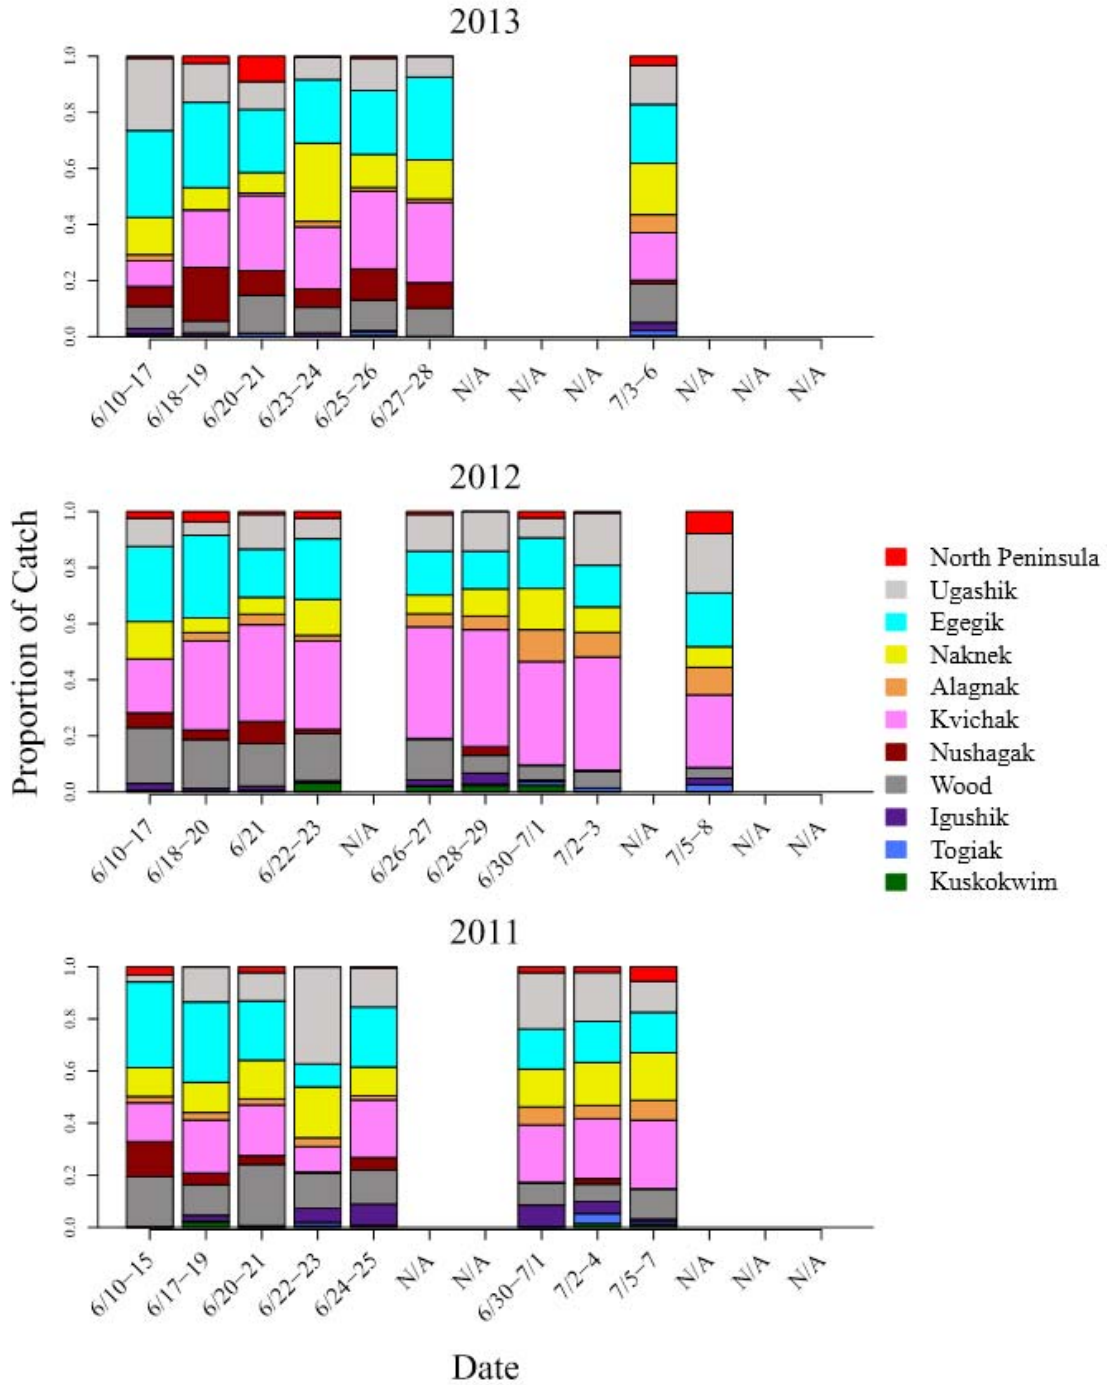 2013
1.0
0.8
0.6
0.4
0.2
0.0
6/10–17
6/18–19
6/20–21
6/23–24
6/25–26
6/27–28
N/A
N/A
N/A
7/3–6
N/A
N/A
N/A
2012
Proportion of Catch
1.0
0.8
0.6
0.4
0.2
0.0
6/10–17
6/18–20
6/21
6/22–23
N/A
6/26–27
6/28–29
6/30–7/1
7/2–3
N/A
7/5–8
N/A
N/A
North Peninsula
Ugashik
Egegik
Naknek
Alagnak
Kvichak
Nushagak
Wood
Igushik
Togiak
Kuskokwim
2011
1.0
0.8
0.6
0.4
0.2
0.0
6/10–15
6/17–19
6/20–21
6/22–23
6/24–25
N/A
N/A
6/30–7/1
7/2–4
7/5–7
N/A
N/A
N/A
Date